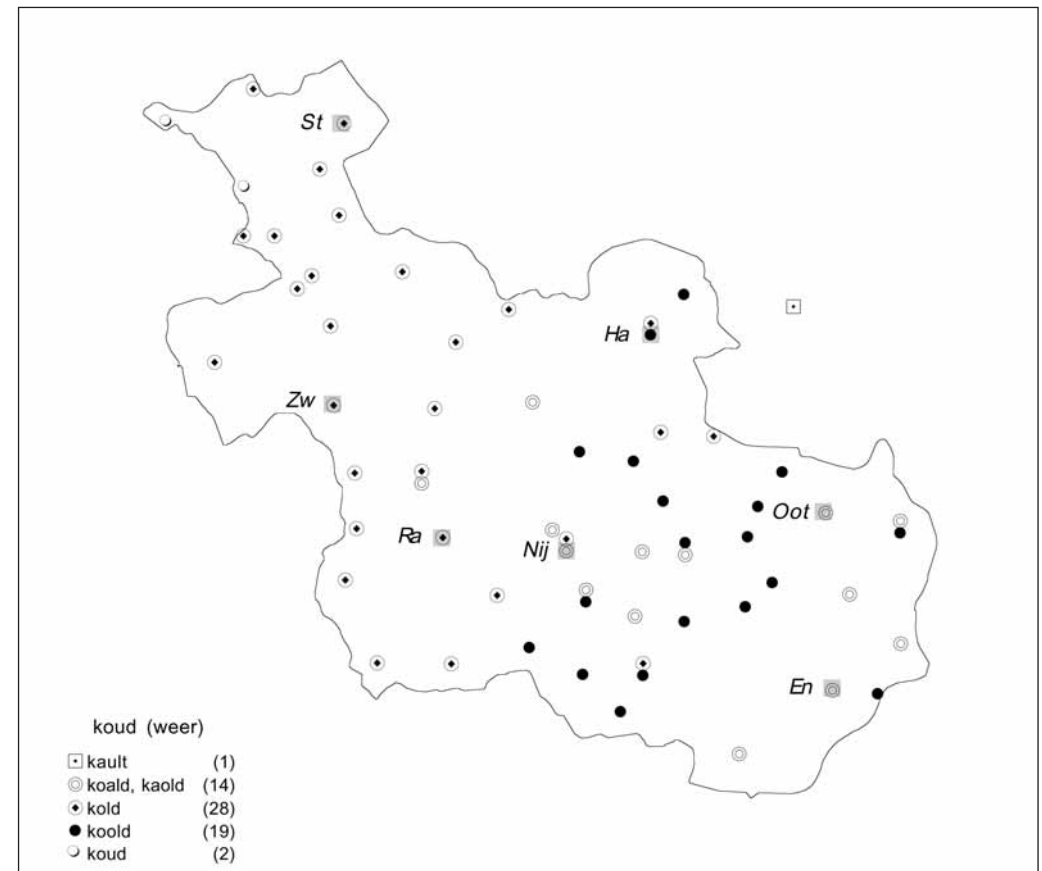 St
Ha
Zw
Oot
Ra
Nij
En
koud (weer)
kault (1)
koald, kaold (14)
kold (28)
koold (19)
koud (2)